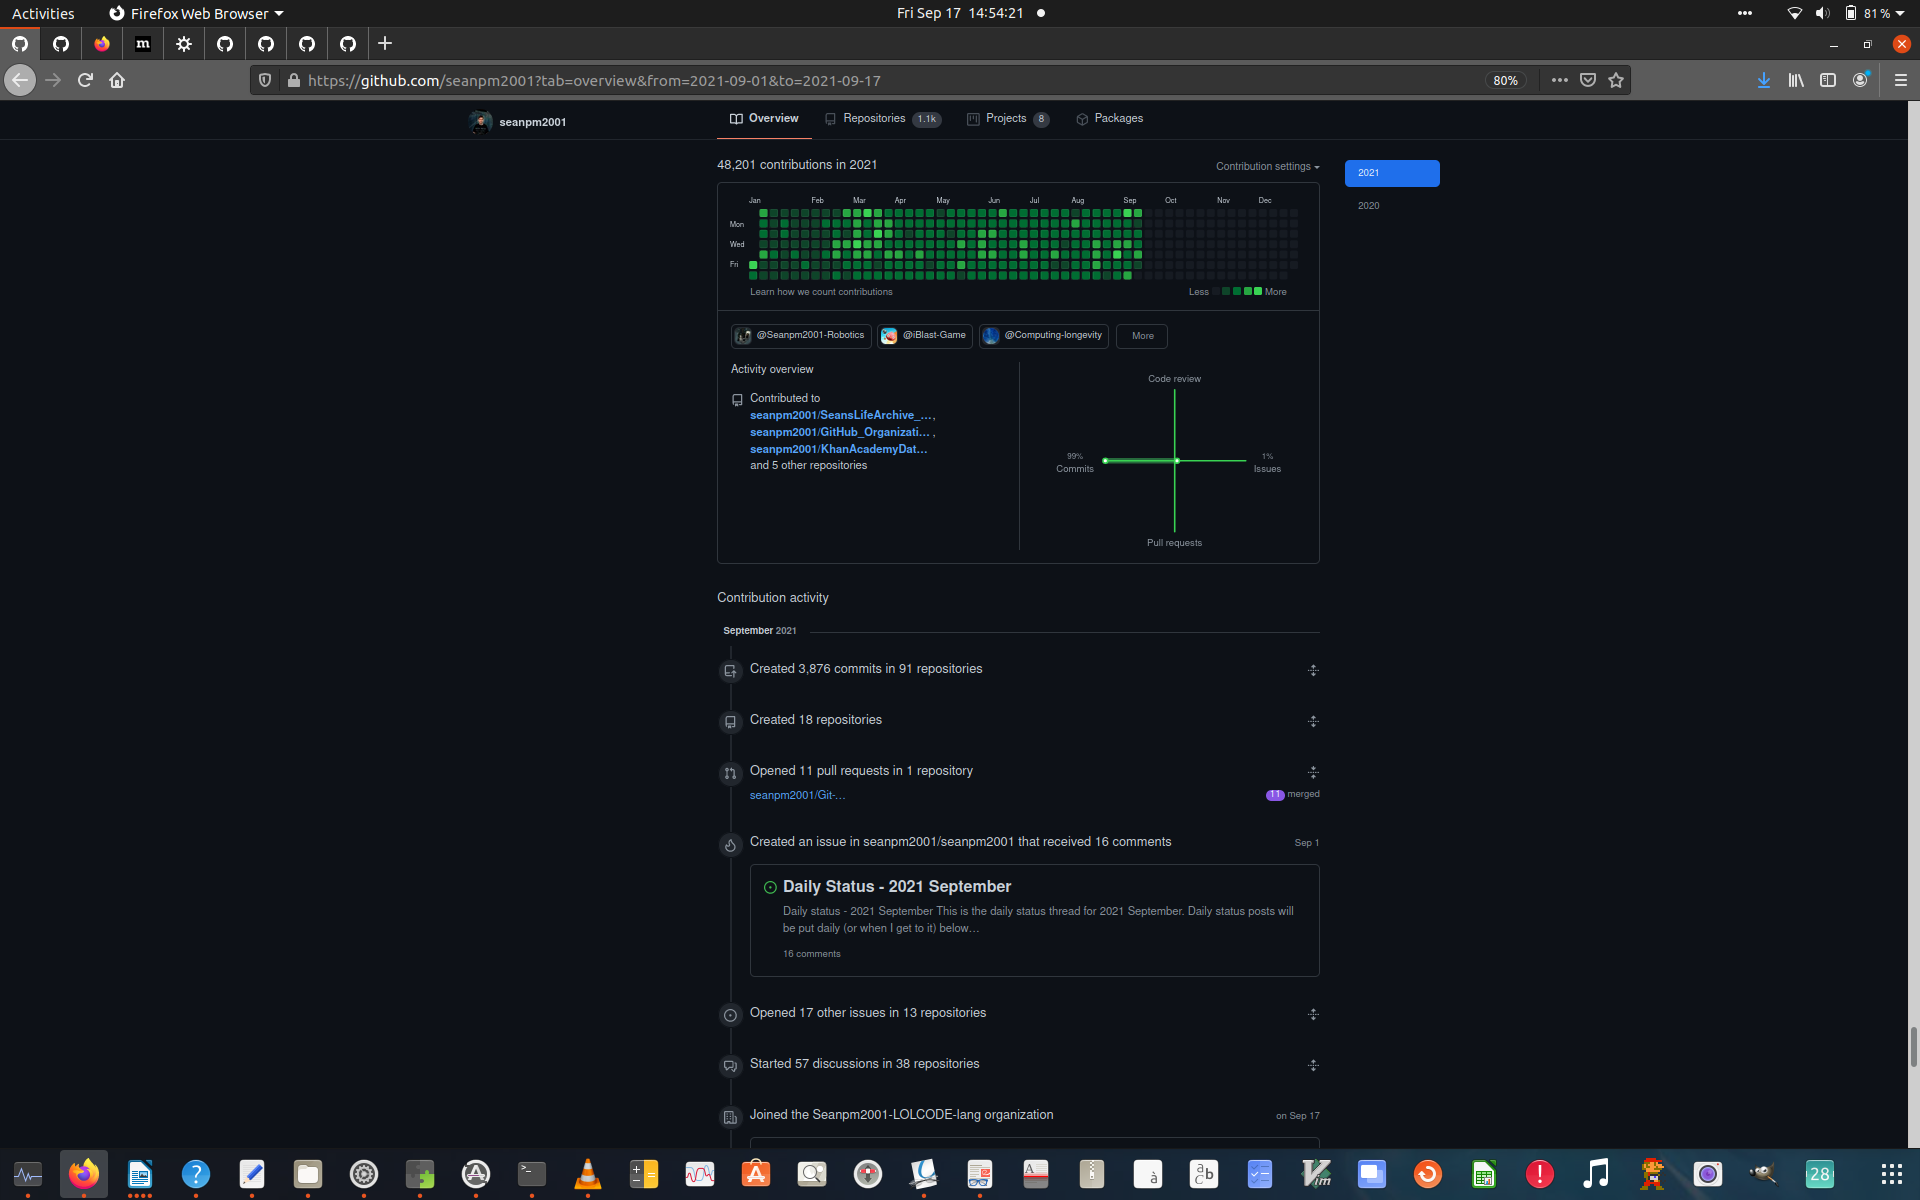 Activities
Firefox Web Browser
Fri Sep 17 14:54:21
81 %
m
https://github.com/seanpm2001?tab=overview&from=2021-09-01&to=2021-09-17
80%
seanpm2001
Overview
Repositories 1.1k
Projects 8
Packages
48,201 contributions in 2021
Contribution settings
2021
2020
Jan Feb Mar Apr May Jun Jul Aug Sep Oct Nov Dec
Mon
Wed
Fri
Learn how we count contributions
Less More
@Seanpm2001-Robotics
@iBlast-Game
@Computing-longevity
More
Activity overview
Contributed to
seanpm2001/SeansLifeArchive_…,
seanpm2001/GitHub_Organizati… ,
seanpm2001/KhanAcademyDat…
and 5 other repositories
Code review
99%
Commits
1%
Issues
Pull requests
Contribution activity
September 2021
Created 3,876 commits in 91 repositories
Created 18 repositories
Opened 11 pull requests in 1 repository
seanpm2001/Git-…
11 merged
Created an issue in seanpm2001/seanpm2001 that received 16 comments
Sep 1
Daily Status - 2021 September
Daily status - 2021 September This is the daily status thread for 2021 September. Daily status posts will
be put daily (or when I get to it) below…
16 comments
Opened 17 other issues in 13 repositories
Started 57 discussions in 38 repositories
Joined the Seanpm2001-LOLCODE-lang organization
on Sep 17
28